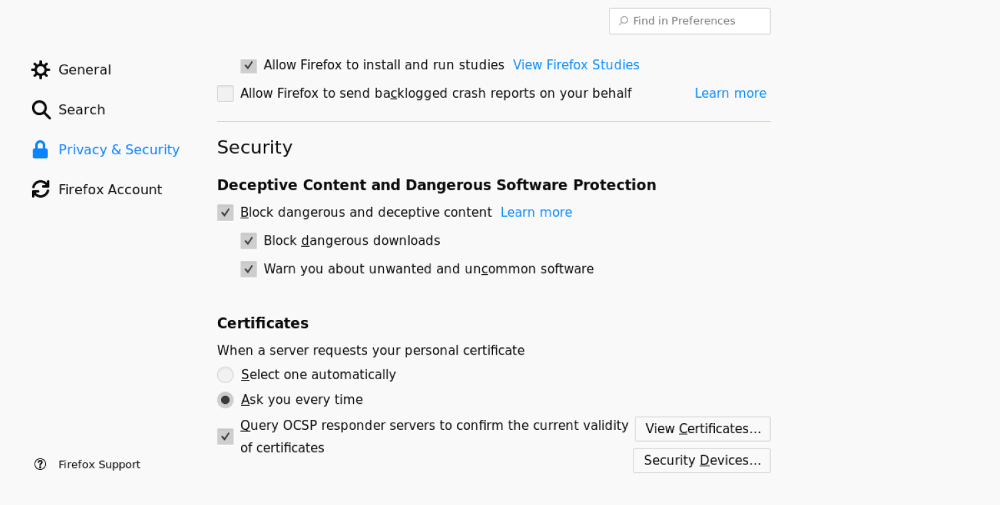 Find in Preferences
General
Search
Privacy & Security
Firefox Account
Firefox Support
Allow Firefox to install and run studies View Firefox Studies
Allow Firefox to send backlogged crash reports on your behalf Learn more
Security
Deceptive Content and Dangerous Software Protection
Block dangerous and deceptive content Learn more
Block dangerous downloads
Warn you about unwanted and uncommon software
Certificates
When a server requests your personal certificate
Select one automatically
Ask you every time
Query OCSP responder servers to confirm the current validity
of certificates
View Certificates...
Security Devices...